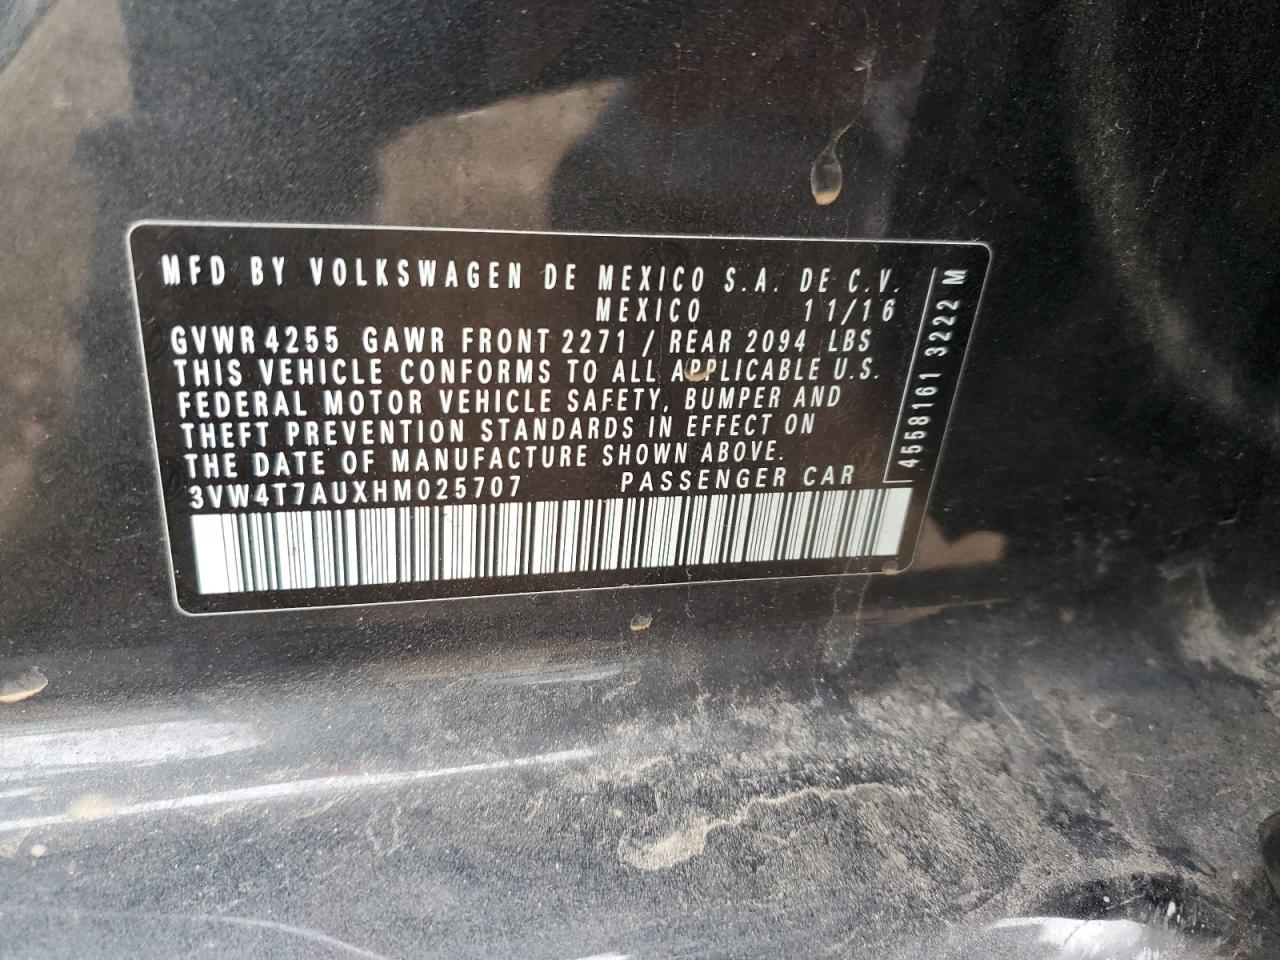 MFD BY VOLKSWAGEN DE MEXICO S.A. DE C.V.
MEXICO 11/16
GVWR 4255 GAWR FRONT 2271 / REAR 2094 LBS
THIS VEHICLE CONFORMS TO ALL APPLICABLE U.S.
FEDERAL MOTOR VEHICLE SAFETY, BUMPER AND
THEFT PREVENTION STANDARDS IN EFFECT ON
THE DATE OF MANUFACTURE SHOWN ABOVE.
3VW4T7AUXHM025707 PASSENGER CAR
4558161 3222 M